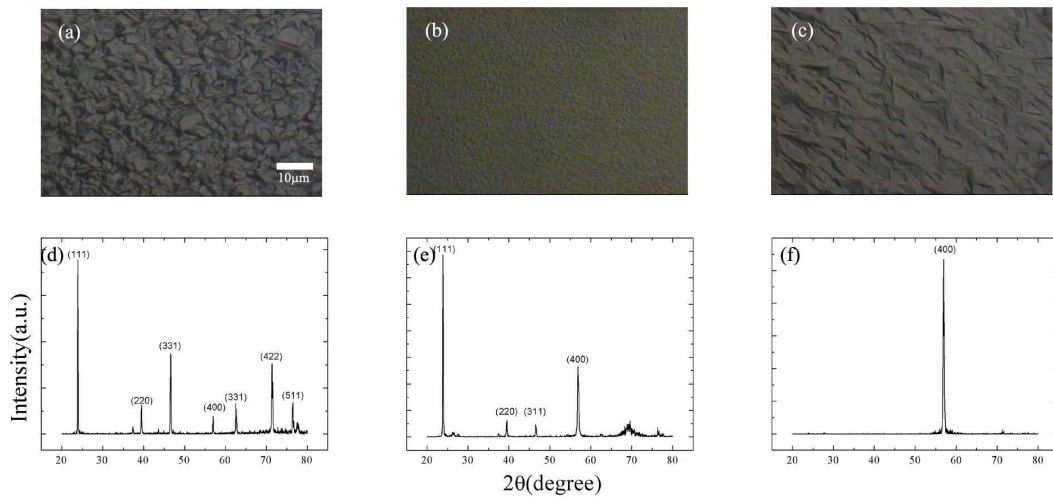 (a)
(b)
(c)
10μm
(d)
(111)
(220)
(331)
(400)
(331)
(422)
(511)
20 30 40 50 60 70 80
(e)
(111)
(220)
(311)
(400)
20 30 40 50 60 70 80
(f)
(400)
20 30 40 50 60 70 80
Intensity(a.u.)
2θ(degree)